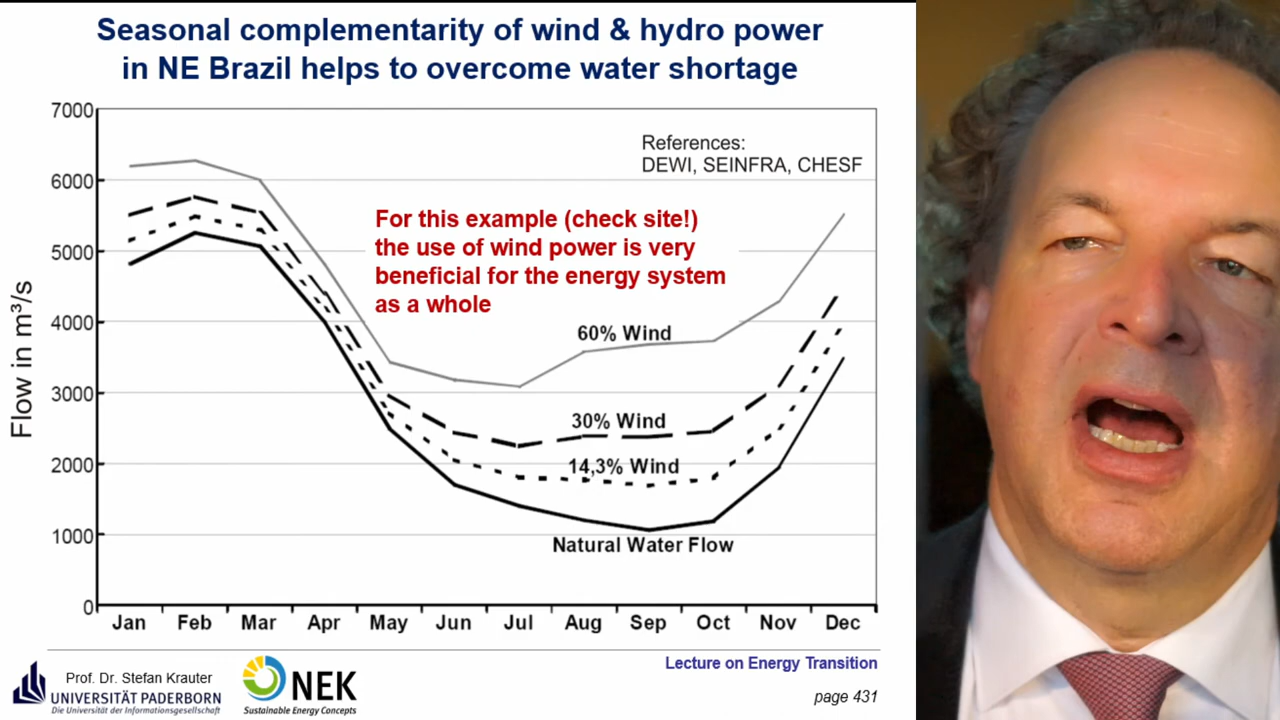 Seasonal complementarity of wind & hydro power
in NE Brazil helps to overcome water shortage
7000
6000
5000
4000
3000
2000
1000
0
Flow in m³/s
References:
DEWI, SEINFRA, CHESF
For this example (check site!)
the use of wind power is very
beneficial for the energy system
as a whole
60% Wind
30% Wind
14,3% Wind
Natural Water Flow
Jan Feb Mar Apr May Jun Jul Aug Sep Oct Nov Dec
Lecture on Energy Transition
page 431
Prof. Dr. Stefan Krauter
UNIVERSITÄT PADERBORN
Die Universität der Informationsgesellschaft
NEK
Sustainable Energy Concepts